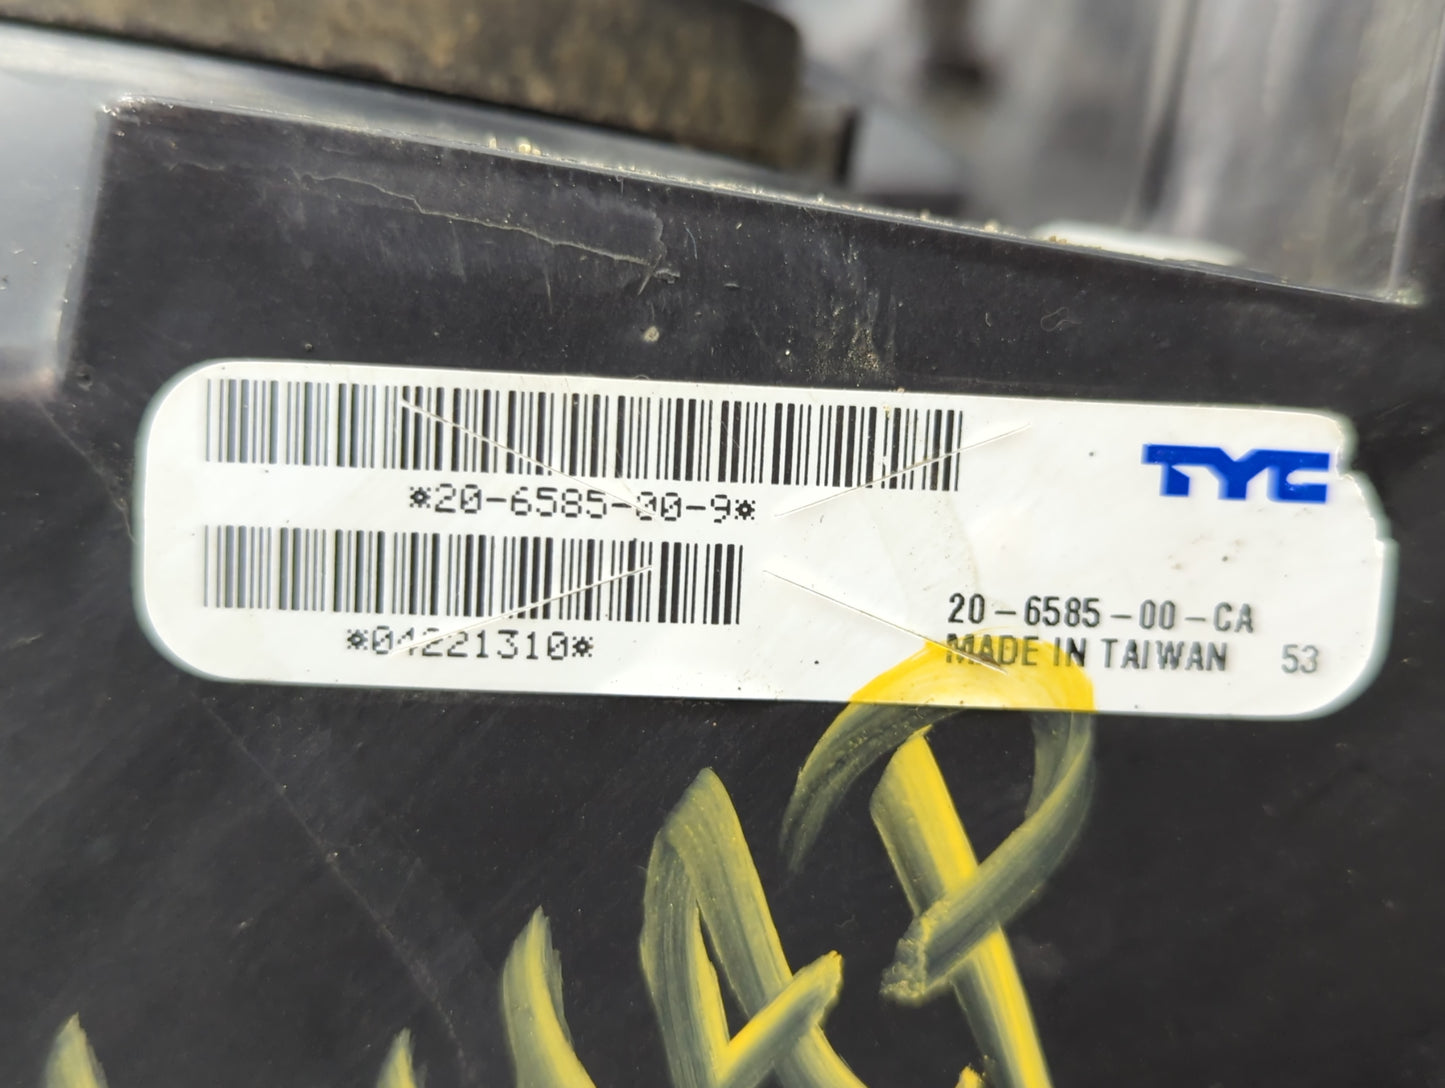 *20-6585-00-9*
TYC
*04221310*
20-6585-00-CA
MADE IN TAIWAN 53